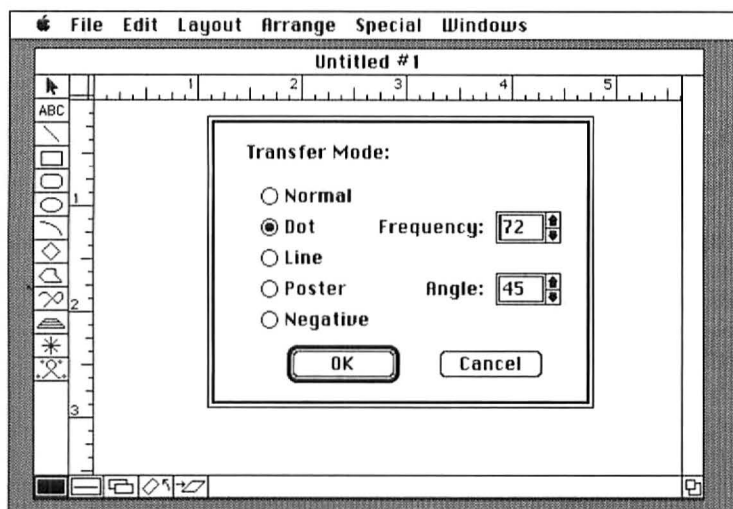 File Edit Layout Arrange Special Windows
Untitled #1
1 2 3 4 5
ABC
1
2
3
Transfer Mode:
Normal
Dot Frequency: 72
Line
Poster Angle: 45
Negative
OK Cancel